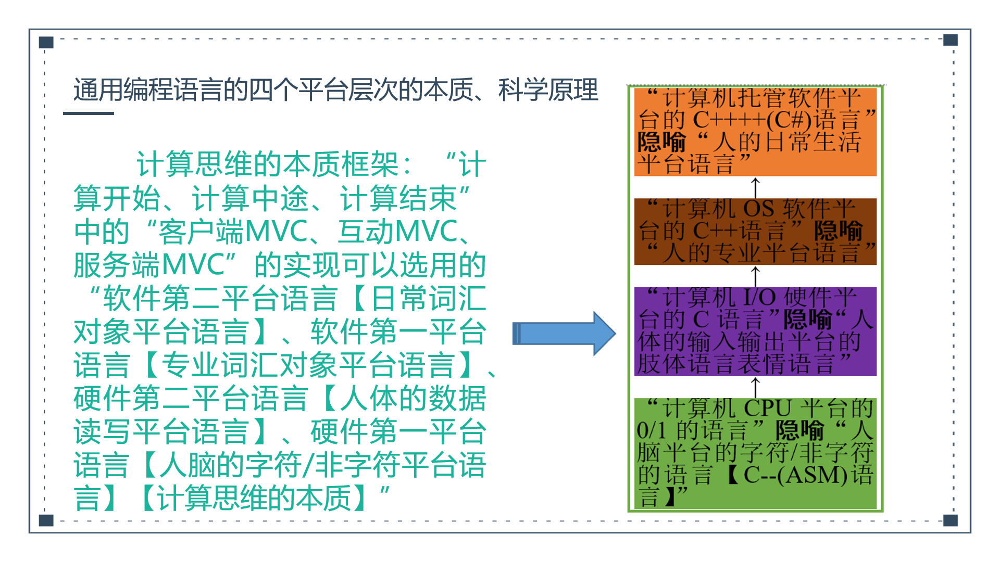 通用编程语言的四个平台层次的本质、科学原理
计算思维的本质框架：“计
算开始、计算中途、计算结束”
中的“客户端MVC、互动MVC、
服务端MVC”的实现可以选用的
“软件第二平台语言【日常词汇
对象平台语言】、软件第一平台
语言【专业词汇对象平台语言】、
硬件第二平台语言【人体的数据
读写平台语言】、硬件第一平台
语言【人脑的字符/非字符平台语
言】【计算思维的本质】”
“计算机托管软件平
台的 C++++(C#)语言”
隐喻“人的日常生活
平台语言”
“计算机 OS 软件平
台的 C++语言”隐喻
“人的专业平台语言”
“计算机 I/O 硬件平
台的 C 语言”隐喻“人
体的输入输出平台的
肢体语言表情语言”
“计算机 CPU 平台的
0/1 的语言”隐喻“人
脑平台的字符/非字符
的语言【C--(ASM)语
言】”